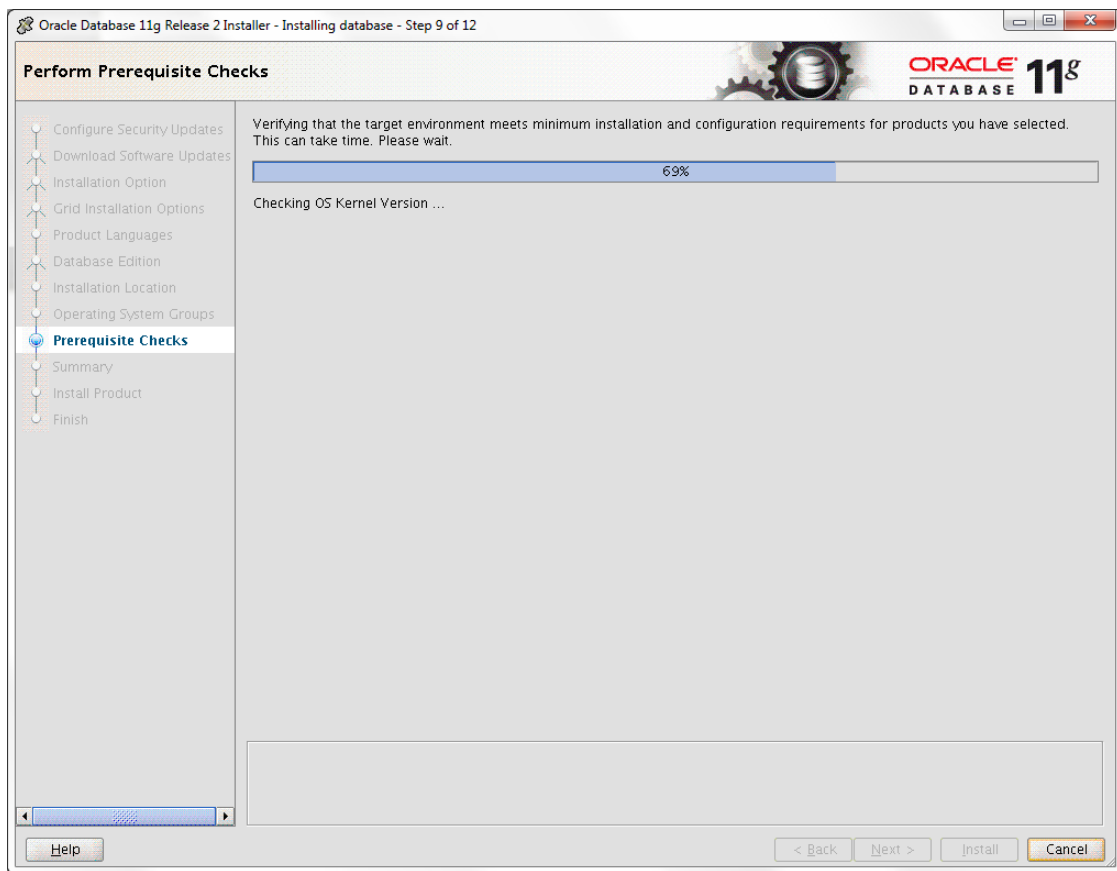 Oracle Database 11g Release 2 Installer - Installing database - Step 9 of 12
Perform Prerequisite Checks
ORACLE 11g
DATABASE
Configure Security Updates
Download Software Updates
Installation Option
Grid Installation Options
Product Languages
Database Edition
Installation Location
Operating System Groups
Prerequisite Checks
Summary
Install Product
Finish
Verifying that the target environment meets minimum installation and configuration requirements for products you have selected.
This can take time. Please wait.
69%
Checking OS Kernel Version ...
Help
< Back
Next >
Install
Cancel